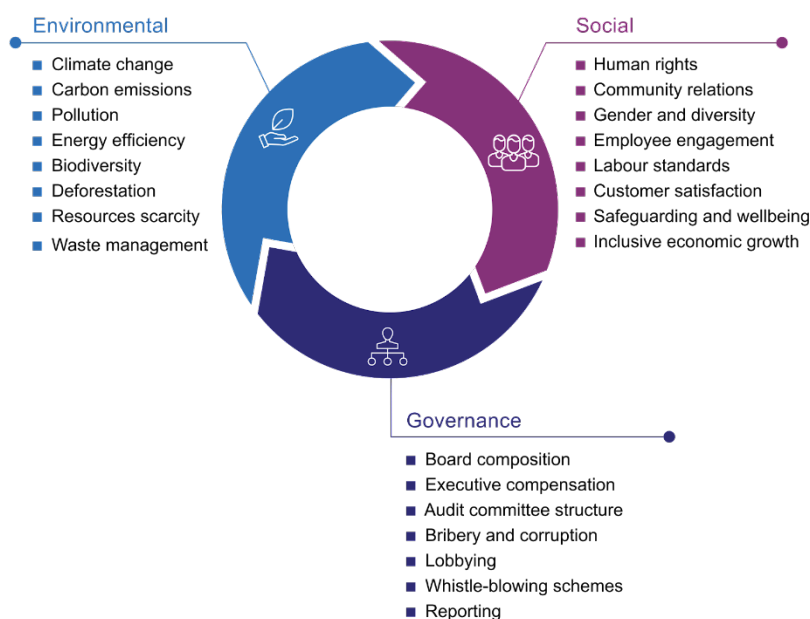 Environmental
Climate change
Carbon emissions
Pollution
Energy efficiency
Biodiversity
Deforestation
Resources scarcity
Waste management
Social
Human rights
Community relations
Gender and diversity
Employee engagement
Labour standards
Customer satisfaction
Safeguarding and wellbeing
Inclusive economic growth
Governance
Board composition
Executive compensation
Audit committee structure
Bribery and corruption
Lobbying
Whistle-blowing schemes
Reporting